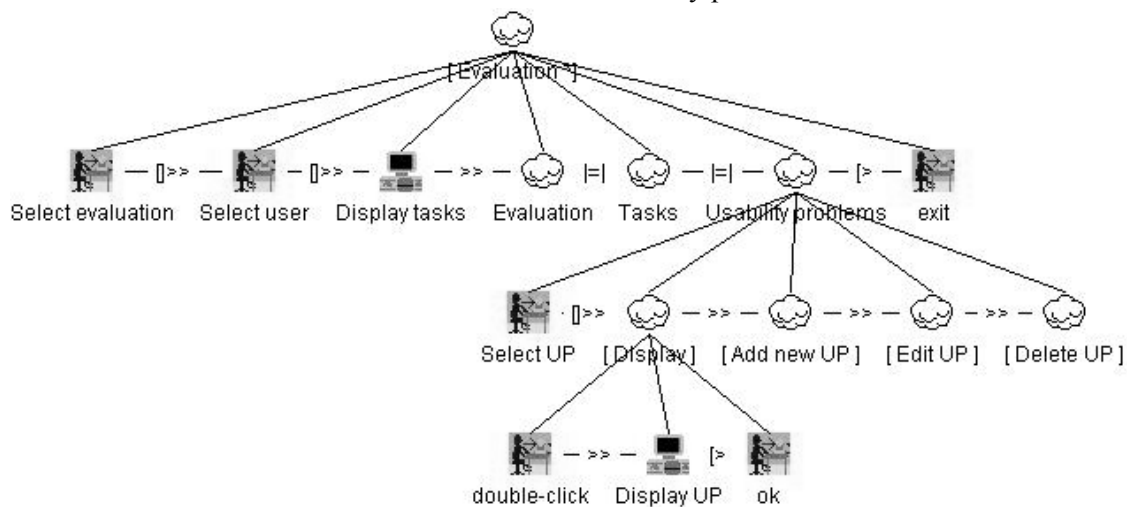 [ Evaluation *]
[]>> []>> >> |=| |=| [>
Select evaluation Select user Display tasks Evaluation Tasks Usability problems exit
[]>> >> >> >>
Select UP [ Display ] [ Add new UP ] [ Edit UP ] [ Delete UP ]
>> [>
double-click Display UP ok